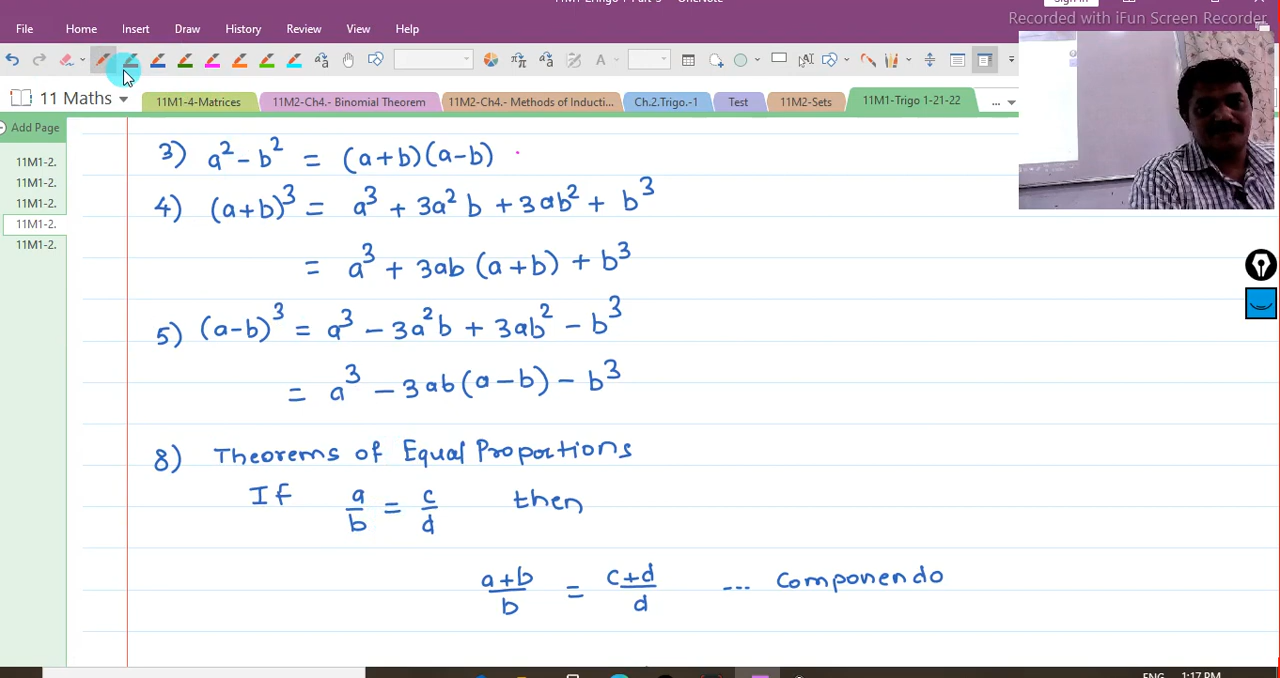 Recorded with iFun Screen Recorder
File Home Insert Draw History Review View Help
11 Maths 11M1-4-Matrices 11M2-Ch4.- Binomial Theorem 11M2-Ch4. - Methods of Inducti... Ch.2.Trigo.-1 Test 11M2-Sets 11M1-Trigo 1-21-22 ...
Add Page
11M1-2.
11M1-2.
11M1-2.
11M1-2.
11M1-2.
3) a² - b² = (a+b)(a-b)
4) (a+b)³ = a³ + 3a²b + 3ab² + b³
= a³ + 3ab (a+b) + b³
5) (a-b)³ = a³ - 3a²b + 3ab² - b³
= a³ - 3ab(a-b) - b³
8) Theorems of Equal Proportions
If a/b = c/d then
a+b/b = c+d/d --- Componendo
ENG 1:17 PM